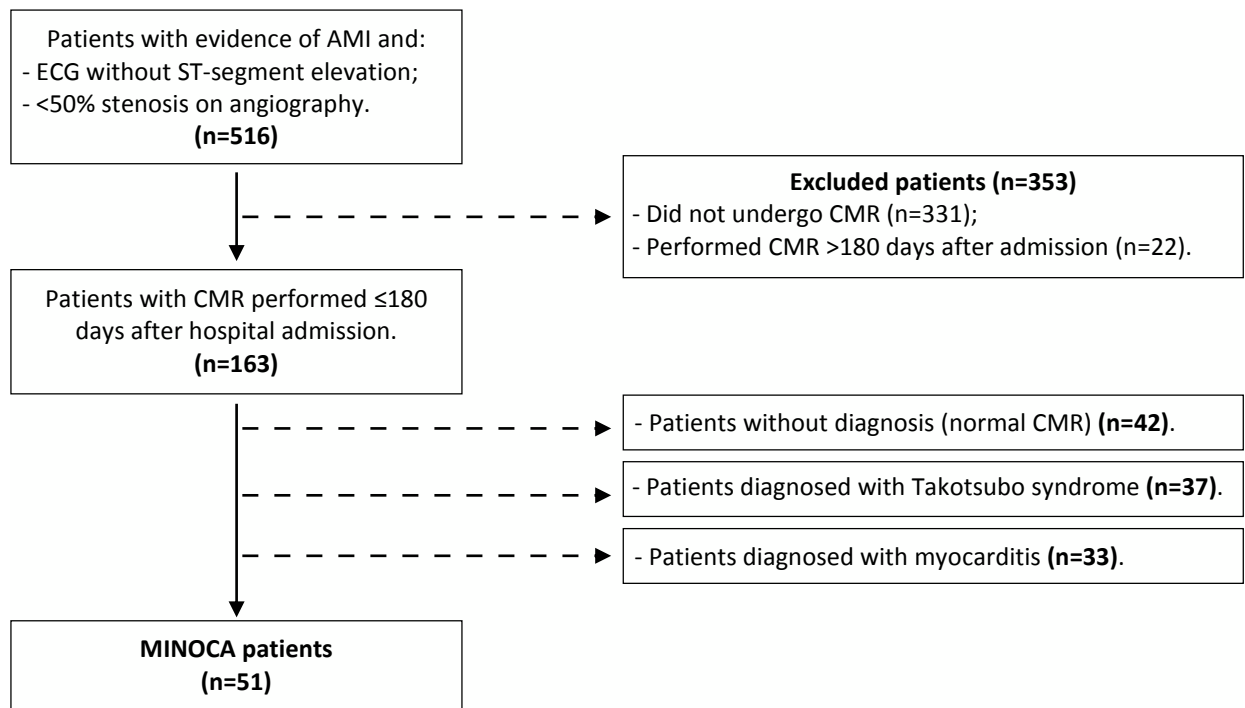 Patients with evidence of AMI and:
- ECG without ST-segment elevation;
- <50% stenosis on angiography.
(n=516)
Excluded patients (n=353)
- Did not undergo CMR (n=331);
- Performed CMR >180 days after admission (n=22).
Patients with CMR performed ≤180
days after hospital admission.
(n=163)
- Patients without diagnosis (normal CMR) (n=42).
- Patients diagnosed with Takotsubo syndrome (n=37).
- Patients diagnosed with myocarditis (n=33).
MINOCA patients
(n=51)